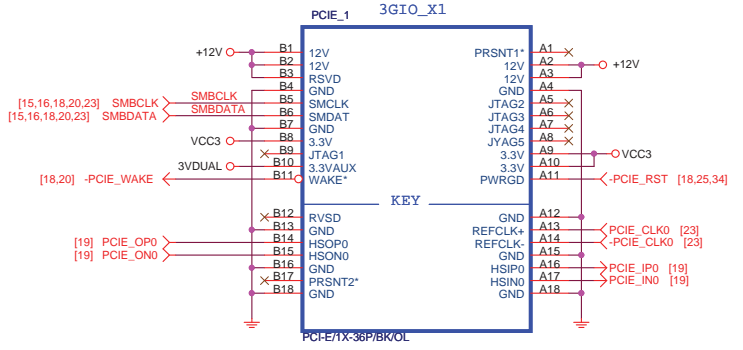 PCIE_1 3GIO_X1
+12V B1 12V PRSNT1* A1
B2 12V 12V A2 +12V
B3 RSVD 12V A3
B4 GND GND A4
[15,16,18,20,23] SMBCLK SMBCLK B5 SMCLK JTAG2 A5
[15,16,18,20,23] SMBDATA SMBDATA B6 SMDAT JTAG3 A6
B7 GND JTAG4 A7
VCC3 B8 3.3V JYAG5 A8
B9 JTAG1 3.3V A9 VCC3
3VDUAL B10 3.3VAUX 3.3V A10
[18,20] -PCIE_WAKE B11 WAKE* PWRGD A11 -PCIE_RST [18,25,34]
KEY
B12 RVSD GND A12
B13 GND REFCLK+ A13 PCIE_CLK0 [23]
[19] PCIE_OP0 B14 HSOP0 REFCLK- A14 -PCIE_CLK0 [23]
[19] PCIE_ON0 B15 HSON0 GND A15
B16 GND HSIP0 A16 PCIE_IP0 [19]
B17 PRSNT2* HSIN0 A17 PCIE_IN0 [19]
B18 GND GND A18
PCI-E/1X-36P/BK/OL